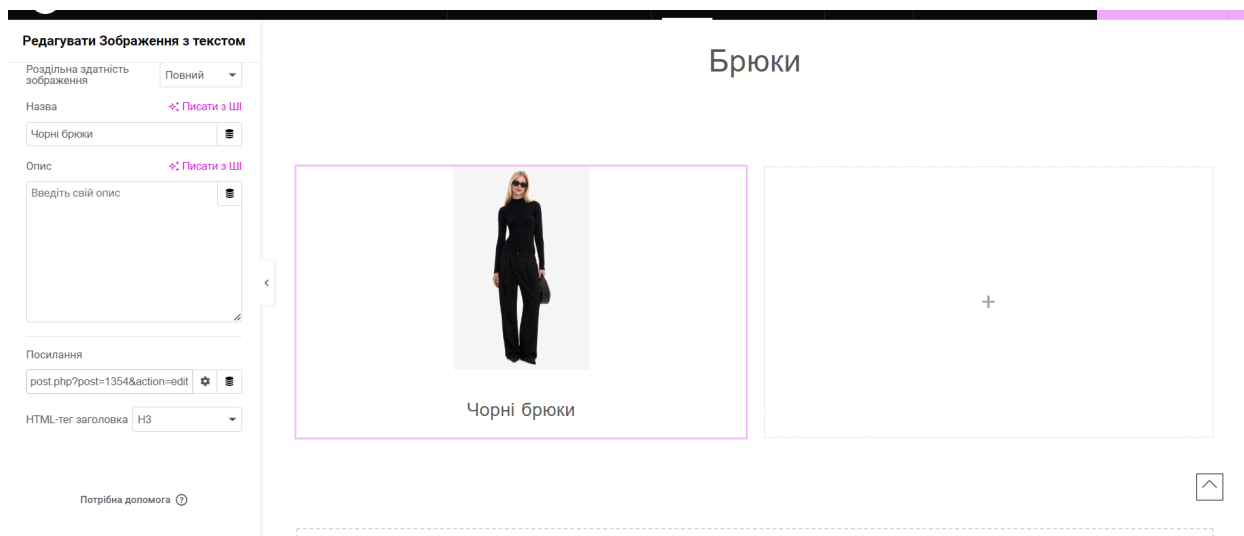 Редагувати Зображення з текстом
Роздільна здатність
зображення
Повний
Назва
Писати з ШІ
Чорні брюки
Опис
Писати з ШІ
Введіть свій опис
Посилання
post.php?post=1354&action=edit
HTML-тег заголовка
H3
Потрібна допомога
Брюки
Чорні брюки